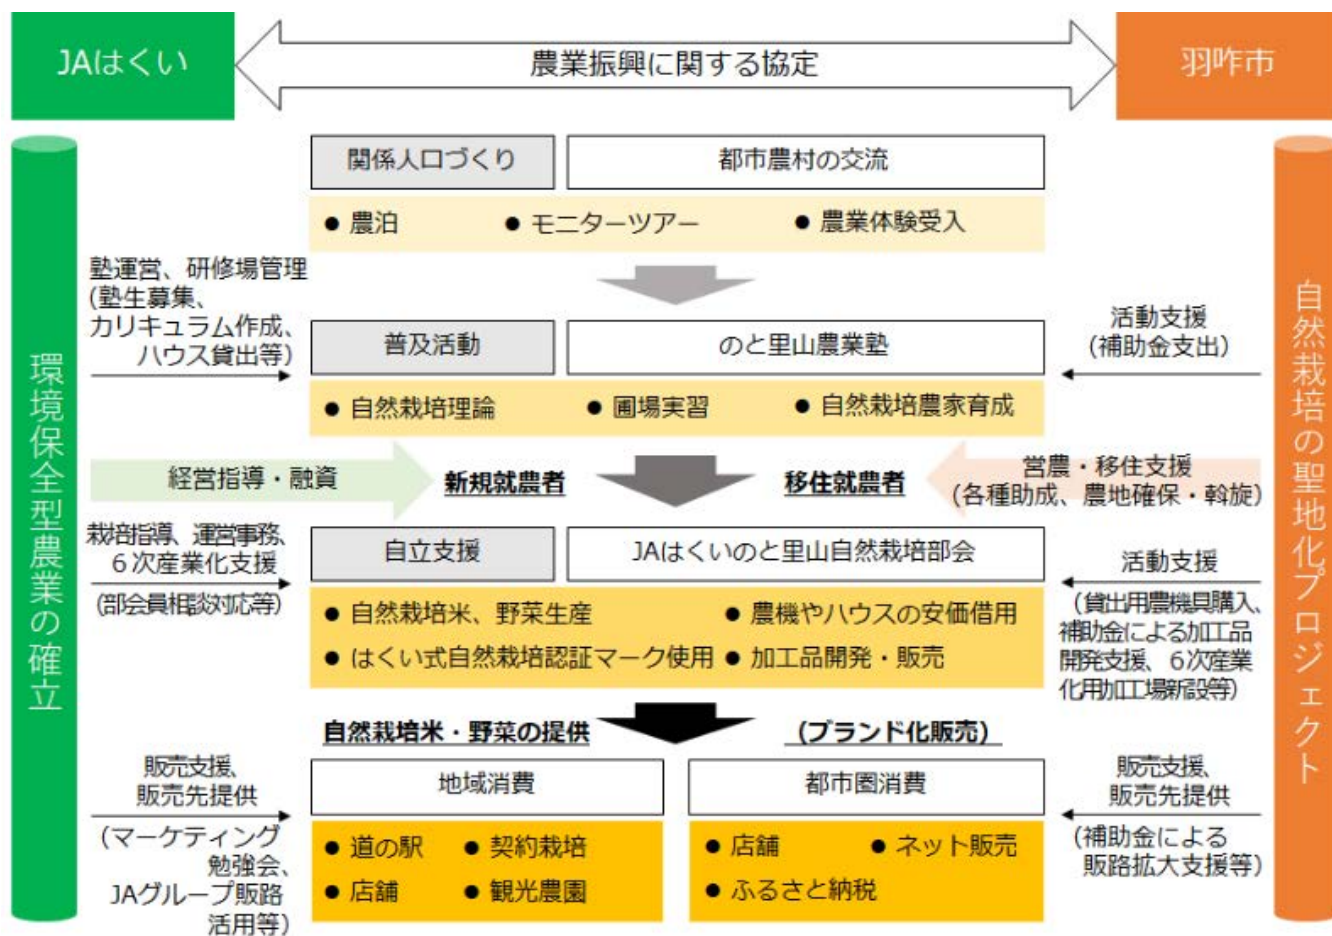 JAはくい
農業振興に関する協定
羽咋市
環境保全型農業の確立
自然栽培の聖地化プロジェクト
関係人口づくり
都市農村の交流
● 農泊
● モニターツアー
● 農業体験受入
塾運営、研修場管理
(塾生募集、
カリキュラム作成、
ハウス貸出等)
普及活動
のと里山農業塾
活動支援
(補助金支出)
● 自然栽培理論
● 圃場実習
● 自然栽培農家育成
経営指導・融資
新規就農者
移住就農者
営農・移住支援
(各種助成、農地確保・斡旋)
栽培指導、運営事務、
６次産業化支援
(部会員相談対応等)
自立支援
JAはくいのと里山自然栽培部会
活動支援
(貸出用農機具購入、
補助金による加工品
開発支援、６次産業
化用加工場新設等)
● 自然栽培米、野菜生産
● 農機やハウスの安価借用
● はくい式自然栽培認証マーク使用
● 加工品開発・販売
自然栽培米・野菜の提供
(ブランド化販売)
販売支援、
販売先提供
(マーケティング
勉強会、
JAグループ販路
活用等)
地域消費
都市圏消費
● 道の駅
● 契約栽培
● 店舗
● 観光農園
● 店舗
● ネット販売
● ふるさと納税
販売支援、
販売先提供
(補助金による
販路拡大支援等)